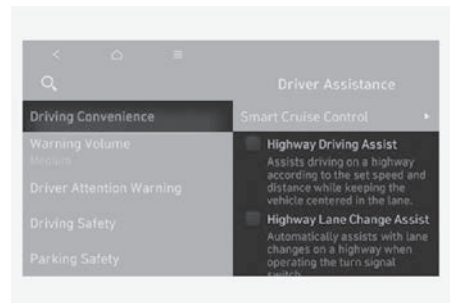 Driver Assistance
Driving Convenience
Warning Volume
Medium
Driver Attention Warning
Driving Safety
Parking Safety
Smart Cruise Control
Highway Driving Assist
Assists driving on a highway
according to the set speed and
distance while keeping the
vehicle centered in the lane.
Highway Lane Change Assist
Automatically assists with lane
changes on a highway when
operating the turn signal
switch.